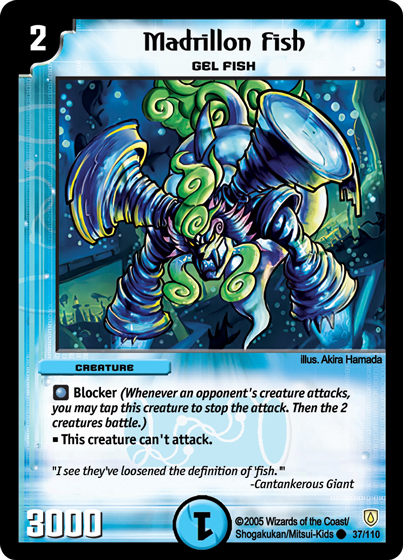 2
Madrillon Fish
GEL FISH
illus. Akira Hamada
CREATURE
Blocker (Whenever an opponent's creature attacks,
you may tap this creature to stop the attack. Then the 2
creatures battle.)
▪ This creature can't attack.
"I see they've loosened the definition of 'fish.'"
-Cantankerous Giant
3000
1
©2005 Wizards of the Coast/
Shogakukan/Mitsui-Kids ● 37/110